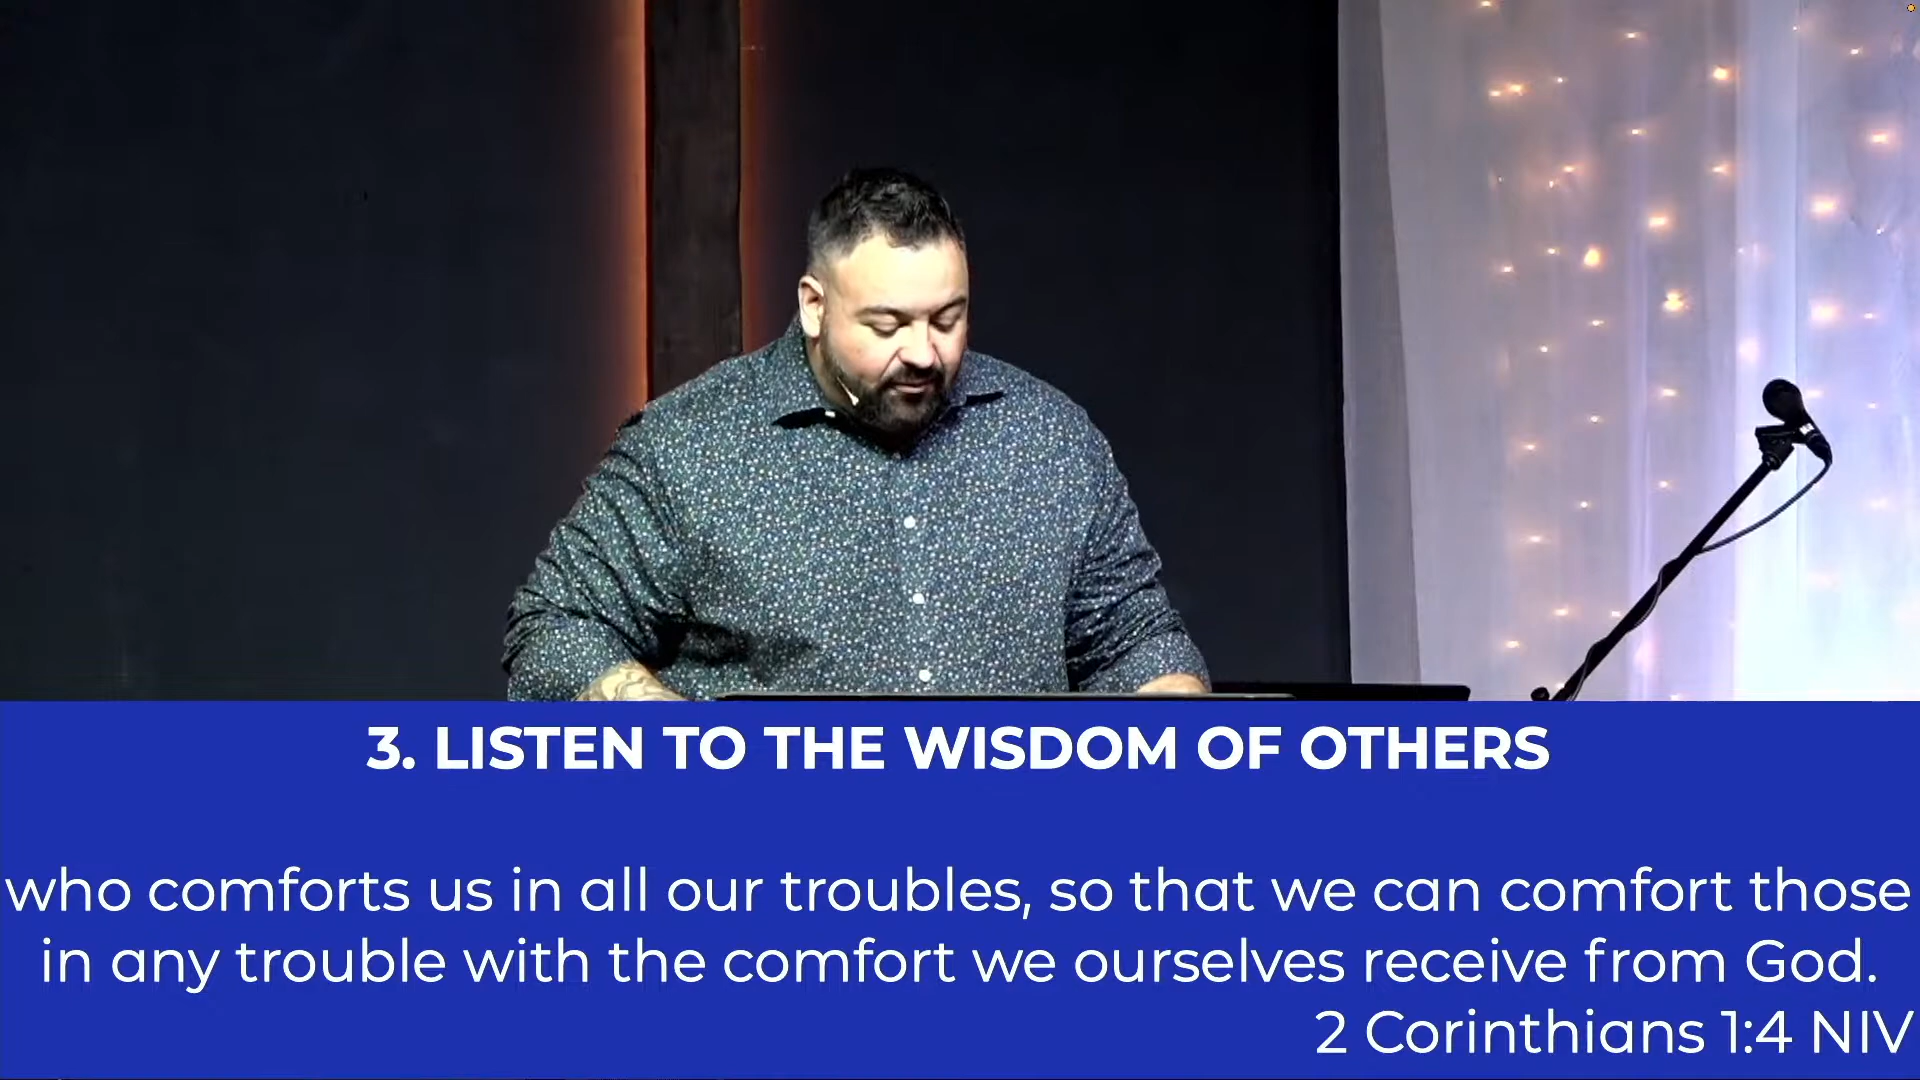 3. LISTEN TO THE WISDOM OF OTHERS
who comforts us in all our troubles, so that we can comfort those
in any trouble with the comfort we ourselves receive from God.
2 Corinthians 1:4 NIV